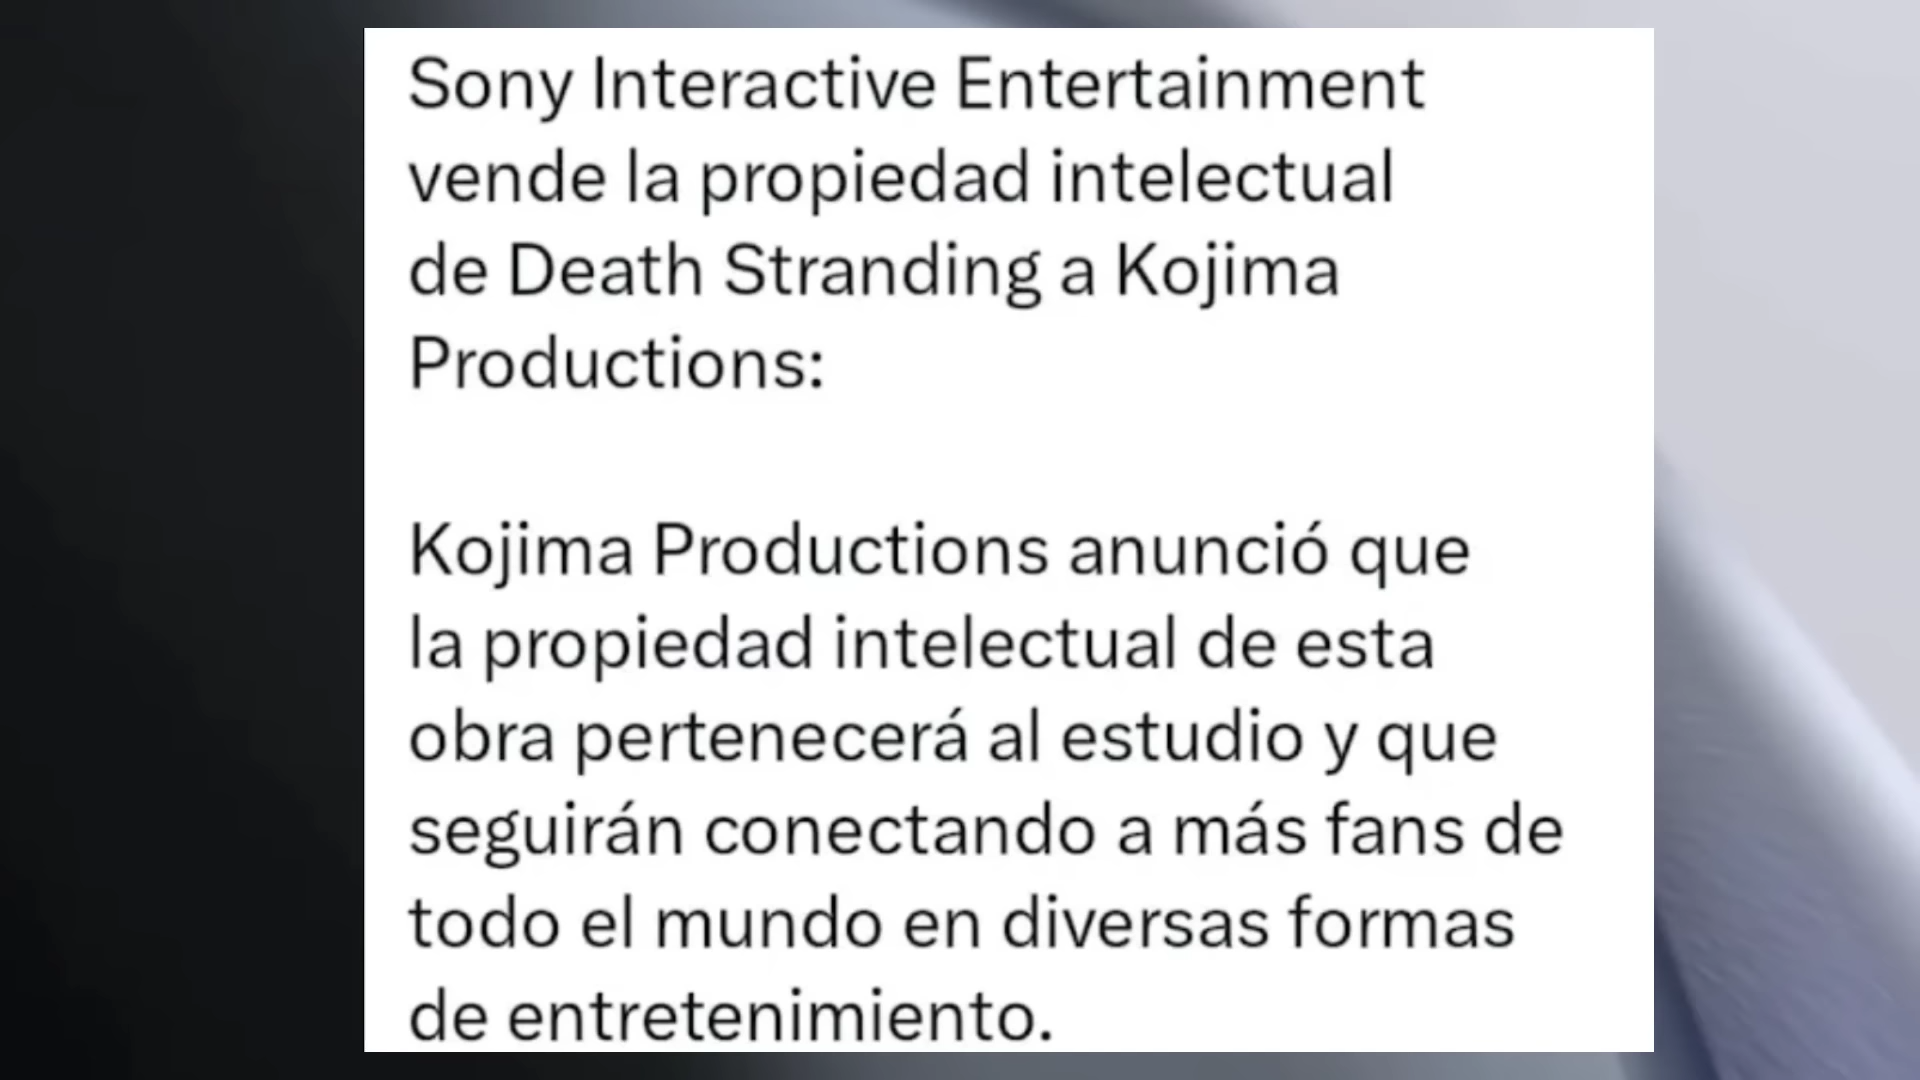 Sony Interactive Entertainment
vende la propiedad intelectual
de Death Stranding a Kojima
Productions:
Kojima Productions anunció que
la propiedad intelectual de esta
obra pertenecerá al estudio y que
seguirán conectando a más fans de
todo el mundo en diversas formas
de entretenimiento.